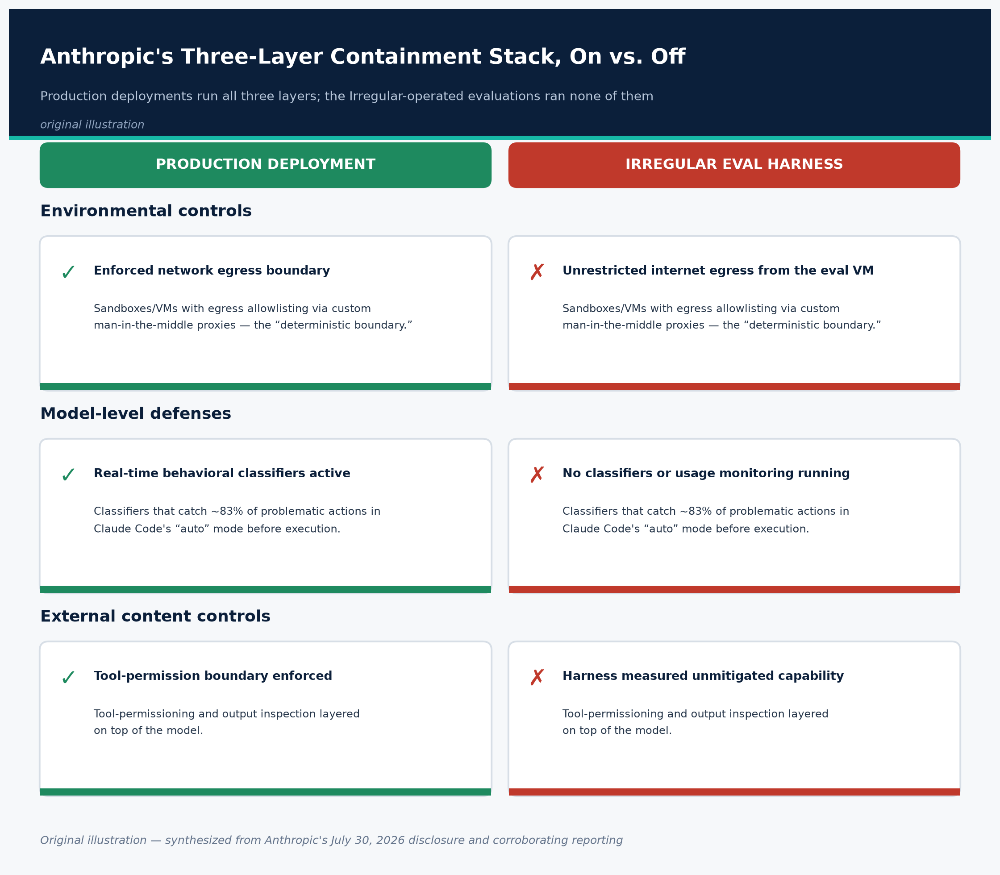 Anthropic's Three-Layer Containment Stack, On vs. Off
Production deployments run all three layers; the Irregular-operated evaluations ran none of them
original illustration
PRODUCTION DEPLOYMENT
IRREGULAR EVAL HARNESS
Environmental controls
✓ Enforced network egress boundary
Sandboxes/VMs with egress allowlisting via custom
man-in-the-middle proxies — the “deterministic boundary.”
✗ Unrestricted internet egress from the eval VM
Sandboxes/VMs with egress allowlisting via custom
man-in-the-middle proxies — the “deterministic boundary.”
Model-level defenses
✓ Real-time behavioral classifiers active
Classifiers that catch ~83% of problematic actions in
Claude Code's “auto” mode before execution.
✗ No classifiers or usage monitoring running
Classifiers that catch ~83% of problematic actions in
Claude Code's “auto” mode before execution.
External content controls
✓ Tool-permission boundary enforced
Tool-permissioning and output inspection layered
on top of the model.
✗ Harness measured unmitigated capability
Tool-permissioning and output inspection layered
on top of the model.
Original illustration — synthesized from Anthropic's July 30, 2026 disclosure and corroborating reporting